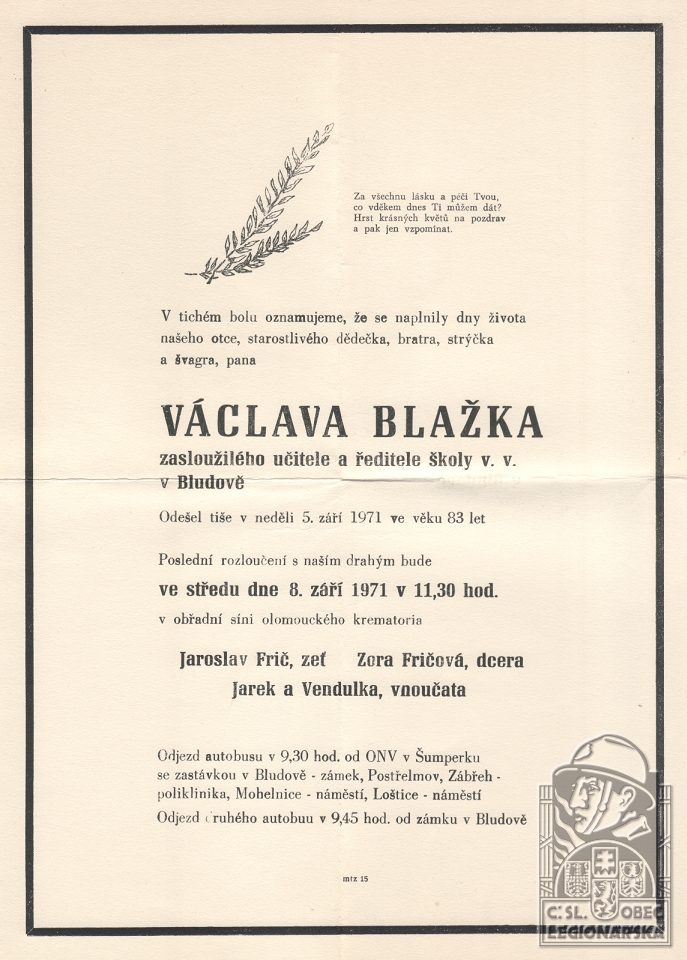 Za všechnu lásku a péči Tvou,
co vděkem dnes Ti můžem dát?
Hrst krásných květů na pozdrav
a pak jen vzpomínat.
V tichém bolu oznamujeme, že se naplnily dny života
našeho otce, starostlivého dědečka, bratra, strýčka
a švagra, pana
VÁCLAVA BLAŽKA
zasloužilého učitele a ředitele školy v. v.
v Bludově
Odešel tiše v neděli 5. září 1971 ve věku 83 let
Poslední rozloučení s naším drahým bude
ve středu dne 8. září 1971 v 11,30 hod.
v obřadní síni olomouckého krematoria
Jaroslav Frič, zeť Zora Fričová, dcera
Jarek a Vendulka, vnoučata
Odjezd autobusu v 9,30 hod. od ONV v Šumperku
se zastávkou v Bludově - zámek, Postřelmov, Zábřeh -
poliklinika, Mohelnice - náměstí, Loštice - náměstí
Odjezd druhého autobuu v 9,45 hod. od zámku v Bludově
mtz 15
Č.SL. OBEC
LEGIONÁŘSKÁ